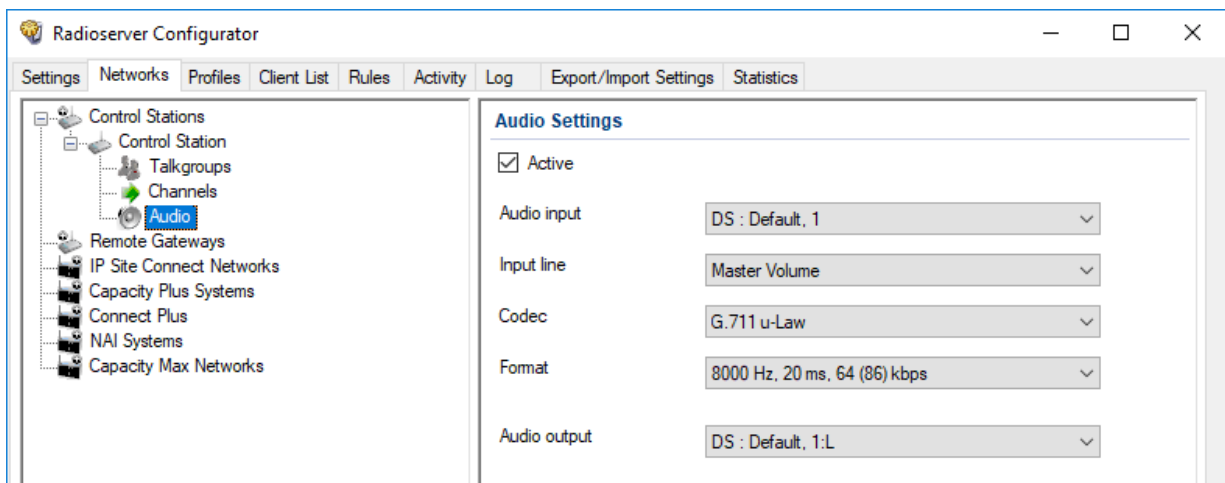 Radioserver Configurator
Settings Networks Profiles Client List Rules Activity Log Export/Import Settings Statistics
Control Stations
Control Station
Talkgroups
Channels
Audio
Remote Gateways
IP Site Connect Networks
Capacity Plus Systems
Connect Plus
NAI Systems
Capacity Max Networks
Audio Settings
Active
Audio input DS : Default, 1
Input line Master Volume
Codec G.711 u-Law
Format 8000 Hz, 20 ms, 64 (86) kbps
Audio output DS : Default, 1:L